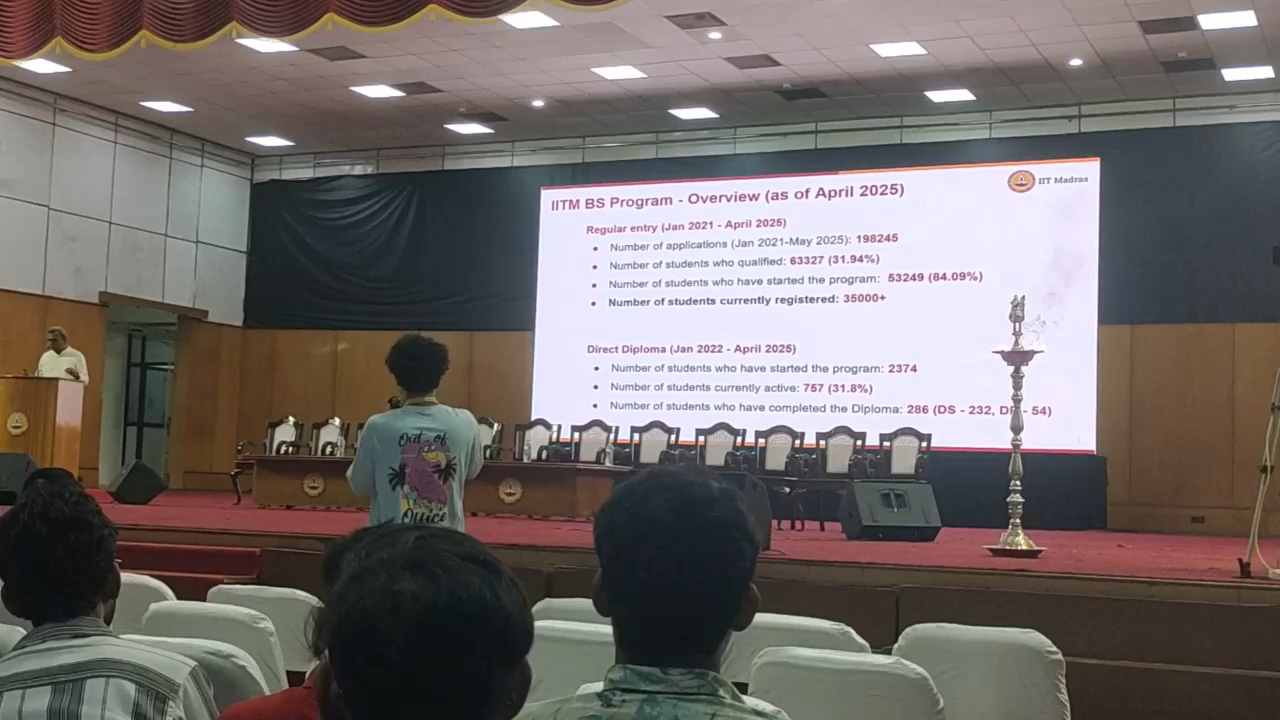 IIT Madras
IITM BS Program - Overview (as of April 2025)
Regular entry (Jan 2021 - April 2025)
● Number of applications (Jan 2021-May 2025): 198245
● Number of students who qualified: 63327 (31.94%)
● Number of students who have started the program: 53249 (84.09%)
● Number of students currently registered: 35000+
Direct Diploma (Jan 2022 - April 2025)
● Number of students who have started the program: 2374
● Number of students currently active: 757 (31.8%)
● Number of students who have completed the Diploma: 286 (DS - 232, - 54)
Out of
Office